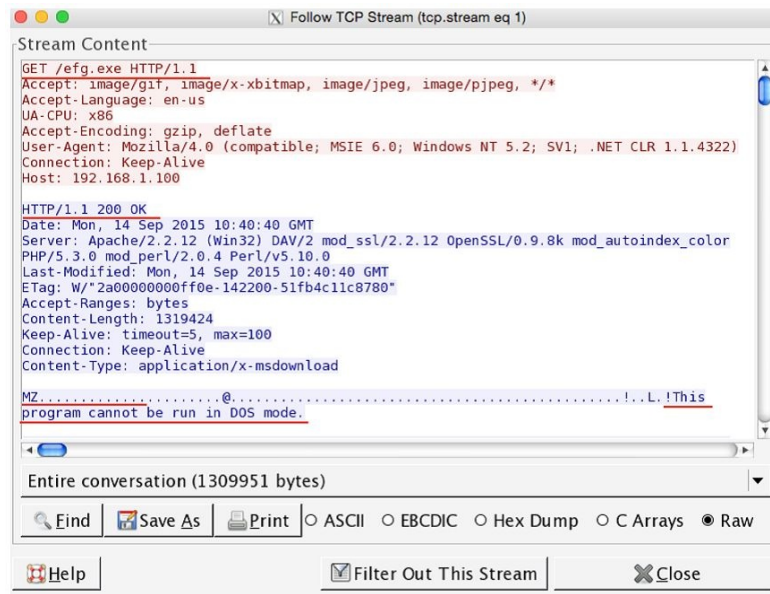 Follow TCP Stream (tcp.stream eq 1)
Stream Content
GET /efg.exe HTTP/1.1
Accept: image/gif, image/x-xbitmap, image/jpeg, image/pjpeg, */*
Accept-Language: en-us
UA-CPU: x86
Accept-Encoding: gzip, deflate
User-Agent: Mozilla/4.0 (compatible; MSIE 6.0; Windows NT 5.2; SV1; .NET CLR 1.1.4322)
Connection: Keep-Alive
Host: 192.168.1.100
HTTP/1.1 200 OK
Date: Mon, 14 Sep 2015 10:40:40 GMT
Server: Apache/2.2.12 (Win32) DAV/2 mod_ssl/2.2.12 OpenSSL/0.9.8k mod_autoindex_color
PHP/5.3.0 mod_perl/2.0.4 Perl/v5.10.0
Last-Modified: Mon, 14 Sep 2015 10:40:40 GMT
ETag: W/"2a00000000ff0e-142200-51fb4c11c8780"
Accept-Ranges: bytes
Content-Length: 1319424
Keep-Alive: timeout=5, max=100
Connection: Keep-Alive
Content-Type: application/x-msdownload
MZ......................@................................................!..L.!This
program cannot be run in DOS mode.
Entire conversation (1309951 bytes)
Find Save As Print ASCII EBCDIC Hex Dump C Arrays Raw
Help Filter Out This Stream Close